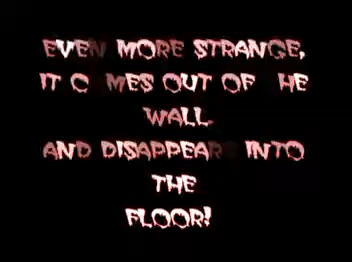 EVEN MORE STRANGE,
IT C MES OUT OF HE
WALL
AND DISAPPEAR INTO
THE
FLOOR!